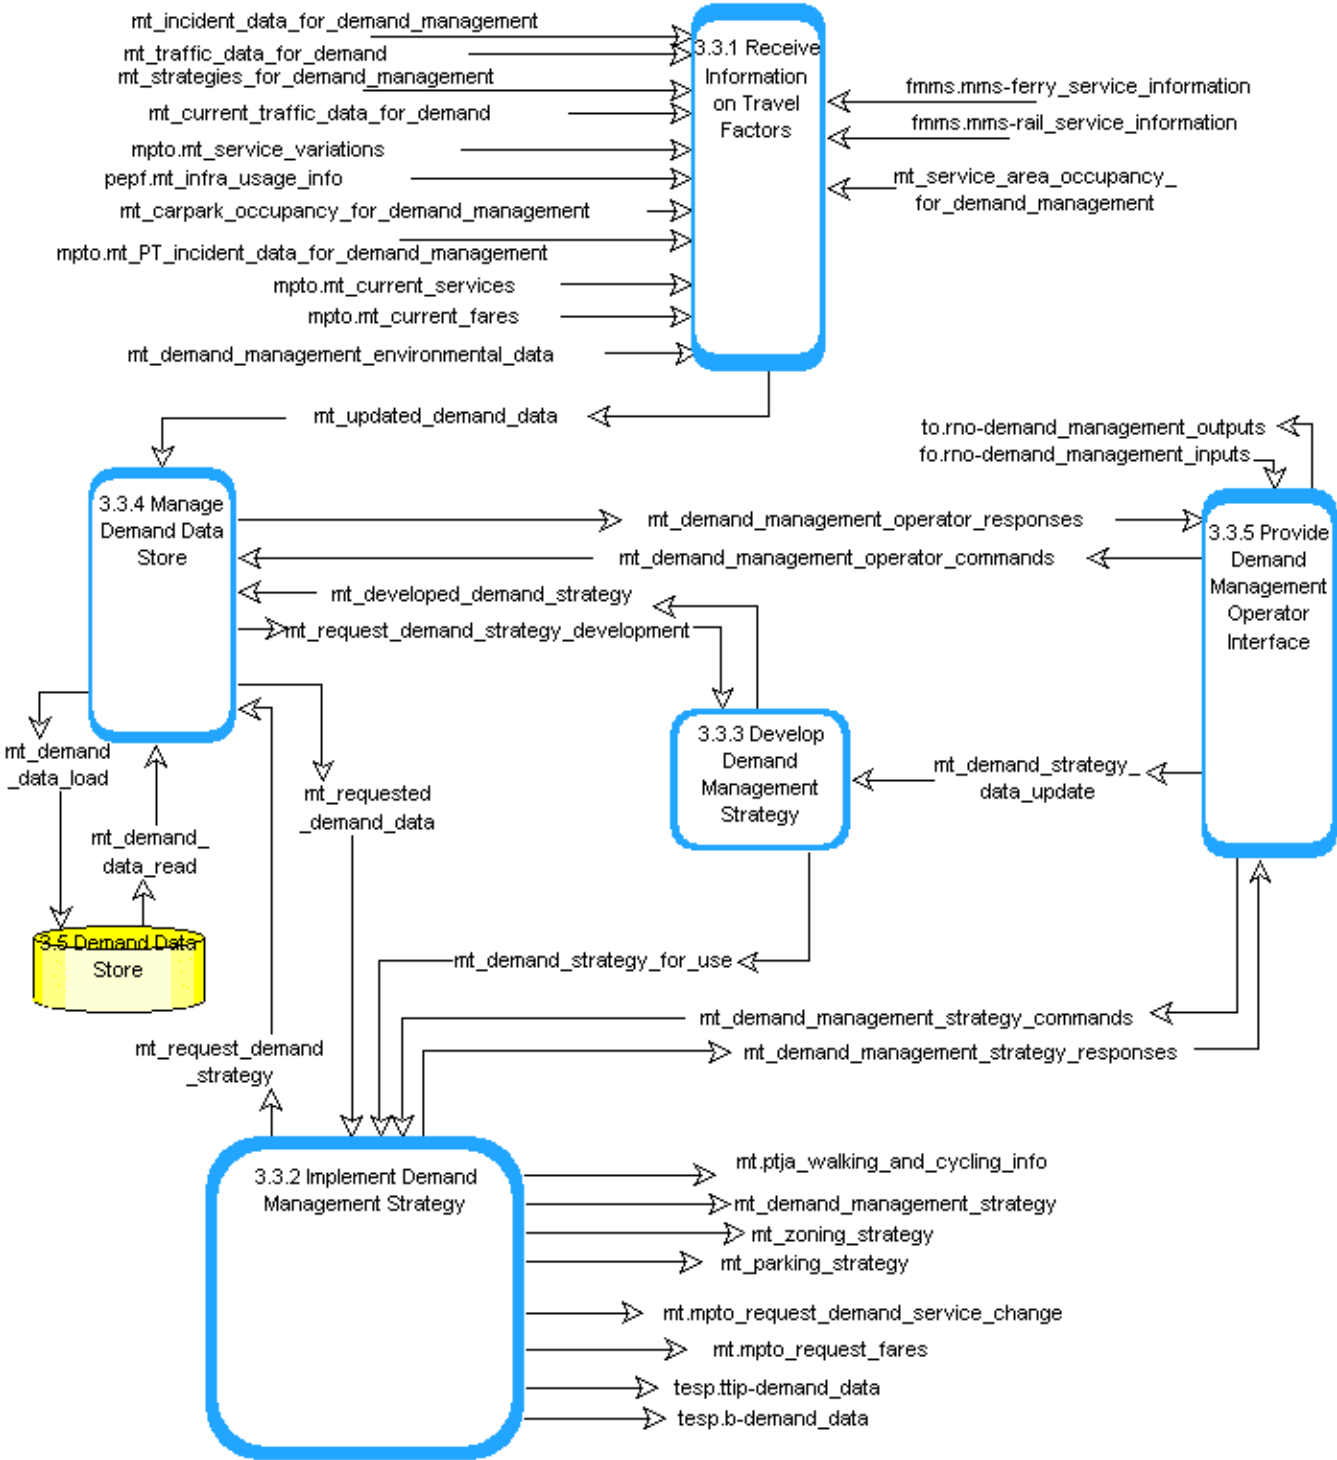 mt_incident_data_for_demand_management
mt_traffic_data_for_demand
mt_strategies_for_demand_management
mt_current_traffic_data_for_demand
mpto.mt_service_variations
pepf.mt_infra_usage_info
mt_carpark_occupancy_for_demand_management
mpto.mt_PT_incident_data_for_demand_management
mpto.mt_current_services
mpto.mt_current_fares
mt_demand_management_environmental_data
3.3.1 Receive
Information
on Travel
Factors
fmms.mms-ferry_service_information
fmms.mms-rail_service_information
mt_service_area_occupancy_
for_demand_management
mt_updated_demand_data
to.rno-demand_management_outputs
fo.rno-demand_management_inputs
3.3.4 Manage
Demand Data
Store
mt_demand_management_operator_responses
mt_demand_management_operator_commands
mt_developed_demand_strategy
mt_request_demand_strategy_development
3.3.5 Provide
Demand
Management
Operator
Interface
3.3.3 Develop
Demand
Management
Strategy
mt_demand_strategy_
data_update
mt_demand
_data_load
mt_demand_
data_read
mt_requested
_demand_data
3.5 Demand Data
Store
mt_demand_strategy_for_use
mt_demand_management_strategy_commands
mt_demand_management_strategy_responses
mt_request_demand
_strategy
3.3.2 Implement Demand
Management Strategy
mt.ptja_walking_and_cycling_info
mt_demand_management_strategy
mt_zoning_strategy
mt_parking_strategy
mt.mpto_request_demand_service_change
mt.mpto_request_fares
tesp.ttip-demand_data
tesp.b-demand_data